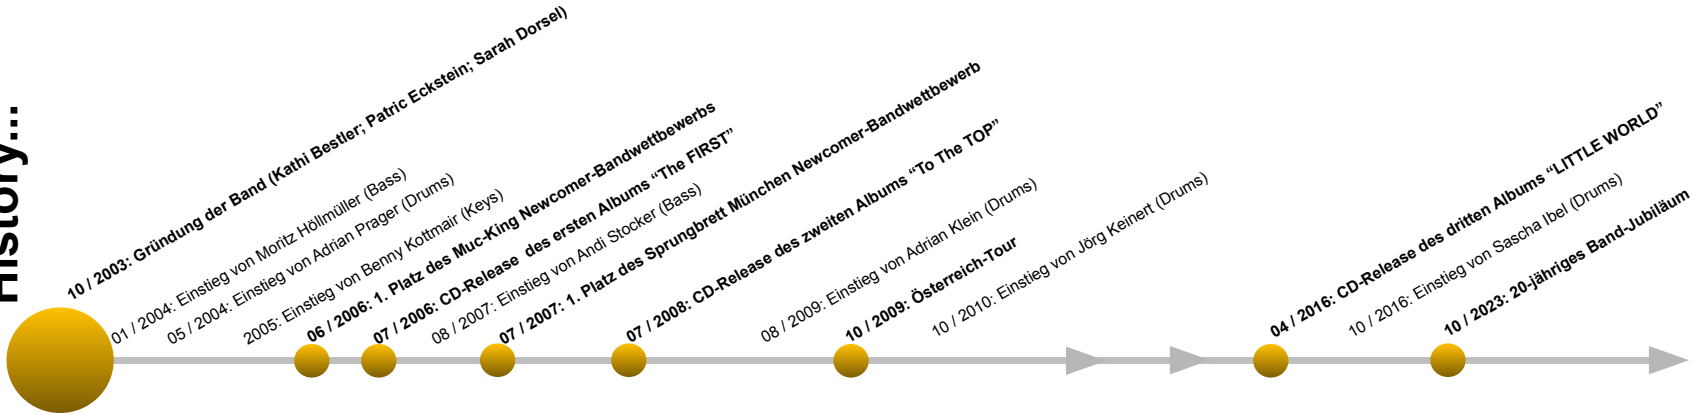 History...
10 / 2003: Gründung der Band (Kathi Bestler; Patric Eckstein; Sarah Dorsel)
01 / 2004: Einstieg von Moritz Höllmüller (Bass)
05 / 2004: Einstieg von Adrian Prager (Drums)
2005: Einstieg von Benny Kottmair (Keys)
06 / 2006: 1. Platz des Muc-King Newcomer-Bandwettbewerbs
07 / 2006: CD-Release des ersten Albums “The FIRST”
08 / 2007: Einstieg von Andi Stocker (Bass)
07 / 2007: 1. Platz des Sprungbrett München Newcomer-Bandwettbewerb
07 / 2008: CD-Release des zweiten Albums “To The TOP”
08 / 2009: Einstieg von Adrian Klein (Drums)
10 / 2009: Österreich-Tour
10 / 2010: Einstieg von Jörg Keinert (Drums)
04 / 2016: CD-Release des dritten Albums “LITTLE WORLD”
10 / 2016: Einstieg von Sascha Ibel (Drums)
10 / 2023: 20-jähriges Band-Jubiläum